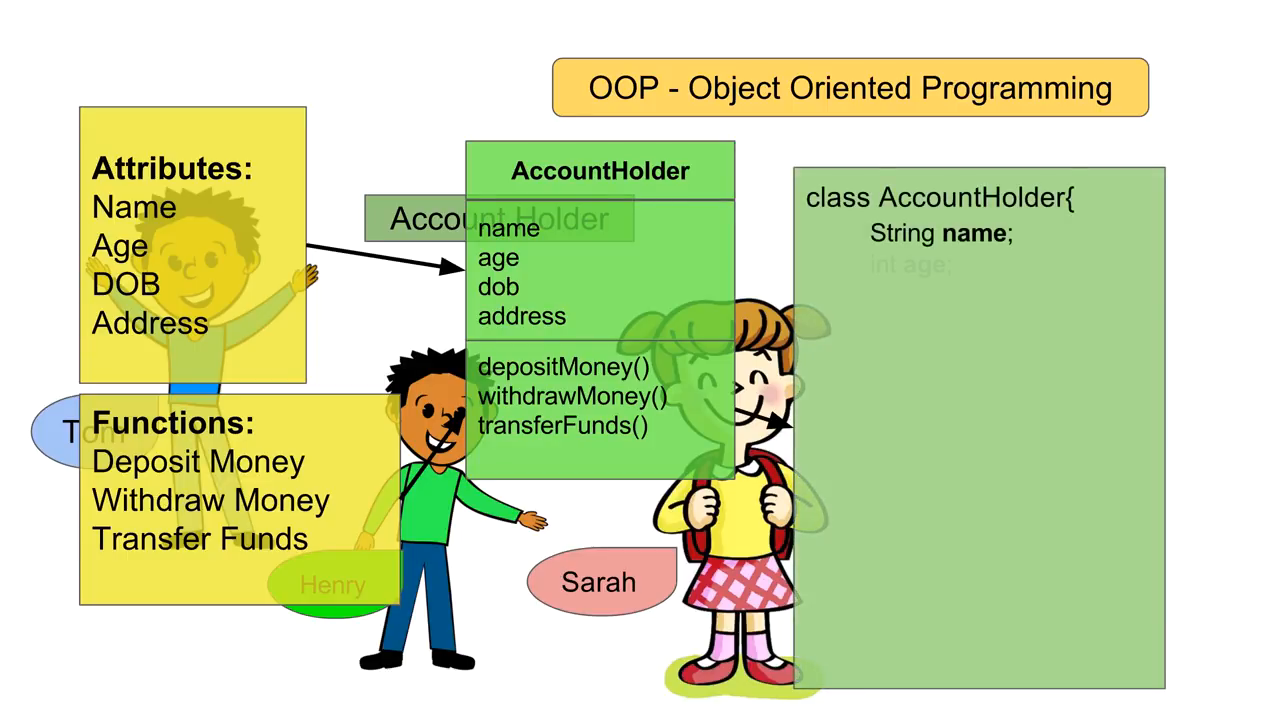 OOP - Object Oriented Programming
Attributes:
Name
Age
DOB
Address
Tom
Functions:
Deposit Money
Withdraw Money
Transfer Funds
Henry
Account Holder
AccountHolder
name
age
dob
address
depositMoney()
withdrawMoney()
transferFunds()
Sarah
class AccountHolder{
String name;
int age;